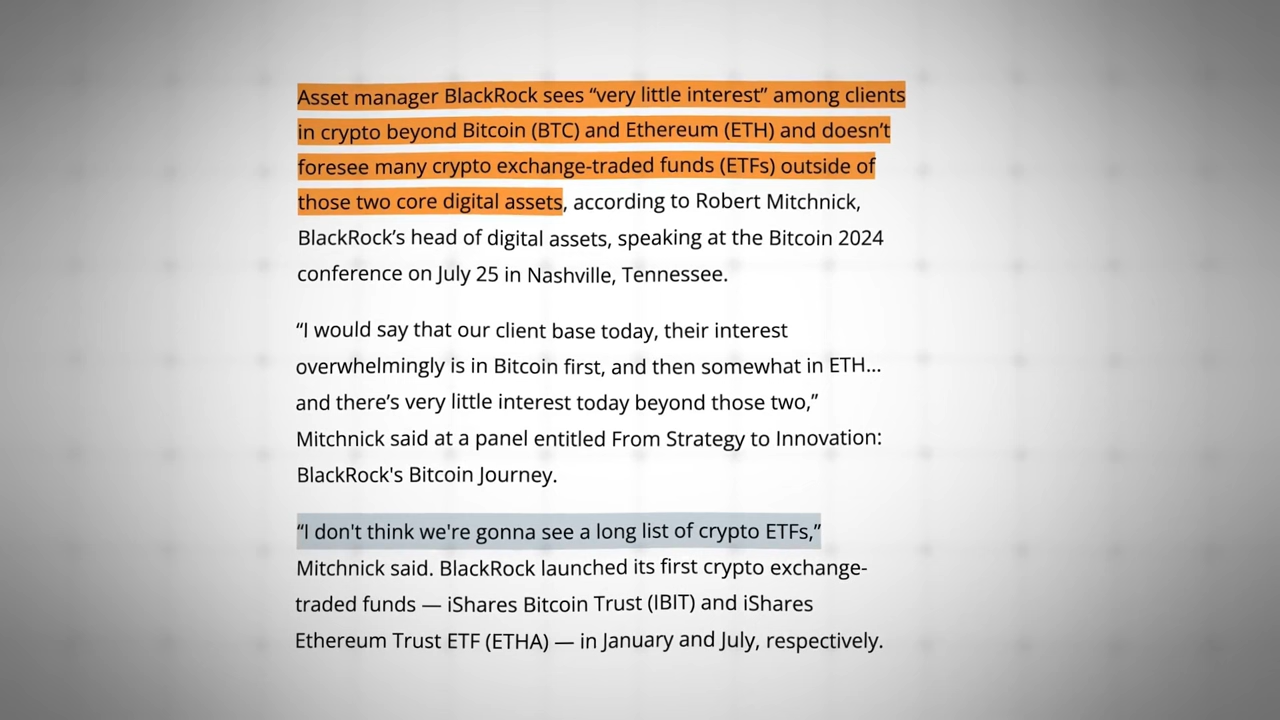 Asset manager BlackRock sees “very little interest” among clients
in crypto beyond Bitcoin (BTC) and Ethereum (ETH) and doesn’t
foresee many crypto exchange-traded funds (ETFs) outside of
those two core digital assets, according to Robert Mitchnick,
BlackRock’s head of digital assets, speaking at the Bitcoin 2024
conference on July 25 in Nashville, Tennessee.
“I would say that our client base today, their interest
overwhelmingly is in Bitcoin first, and then somewhat in ETH…
and there’s very little interest today beyond those two,”
Mitchnick said at a panel entitled From Strategy to Innovation:
BlackRock's Bitcoin Journey.
“I don't think we're gonna see a long list of crypto ETFs,”
Mitchnick said. BlackRock launched its first crypto exchange-
traded funds — iShares Bitcoin Trust (IBIT) and iShares
Ethereum Trust ETF (ETHA) — in January and July, respectively.